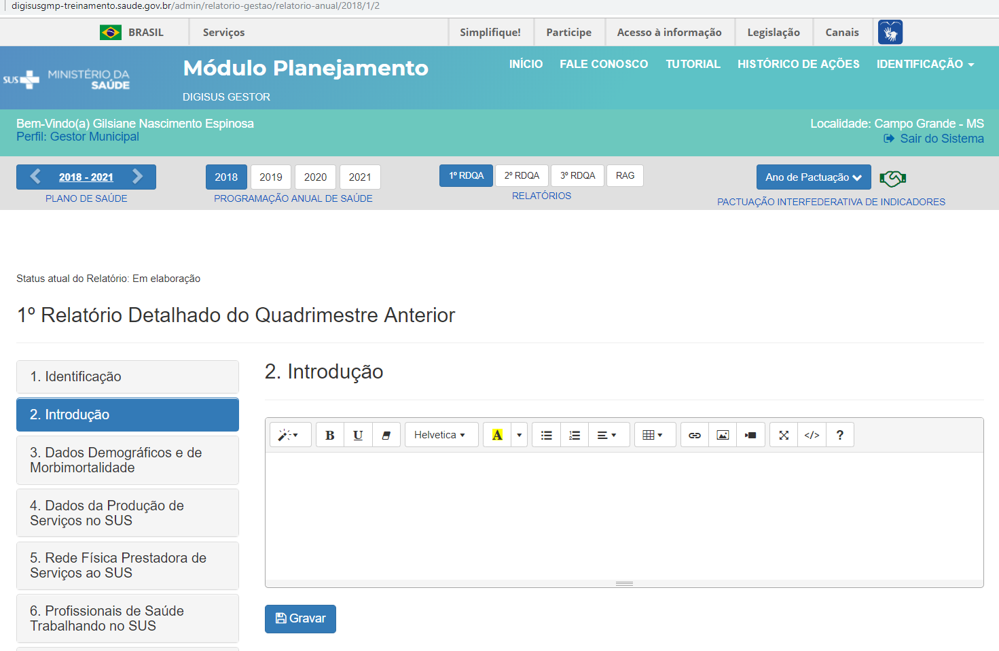 digisusgmp-treinamento.saude.gov.br/admin/relatorio-gestao/relatorio-anual/2018/1/2
BRASIL Serviços Simplifique! Participe Acesso à informação Legislação Canais
SUS MINISTÉRIO DA SAÚDE
Módulo Planejamento
DIGISUS GESTOR
INÍCIO FALE CONOSCO TUTORIAL HISTÓRICO DE AÇÕES IDENTIFICAÇÃO
Bem-Vindo(a) Gilsiane Nascimento Espinosa
Perfil: Gestor Municipal
Localidade: Campo Grande - MS
Sair do Sistema
2018 - 2021
PLANO DE SAÚDE
2018 2019 2020 2021
PROGRAMAÇÃO ANUAL DE SAÚDE
1º RDQA 2º RDQA 3º RDQA RAG
RELATÓRIOS
Ano de Pactuação
PACTUAÇÃO INTERFEDERATIVA DE INDICADORES
Status atual do Relatório: Em elaboração
1º Relatório Detalhado do Quadrimestre Anterior
1. Identificação
2. Introdução
3. Dados Demográficos e de
Morbimortalidade
4. Dados da Produção de
Serviços no SUS
5. Rede Física Prestadora de
Serviços ao SUS
6. Profissionais de Saúde
Trabalhando no SUS
2. Introdução
B U Helvetica A </> ?
Gravar